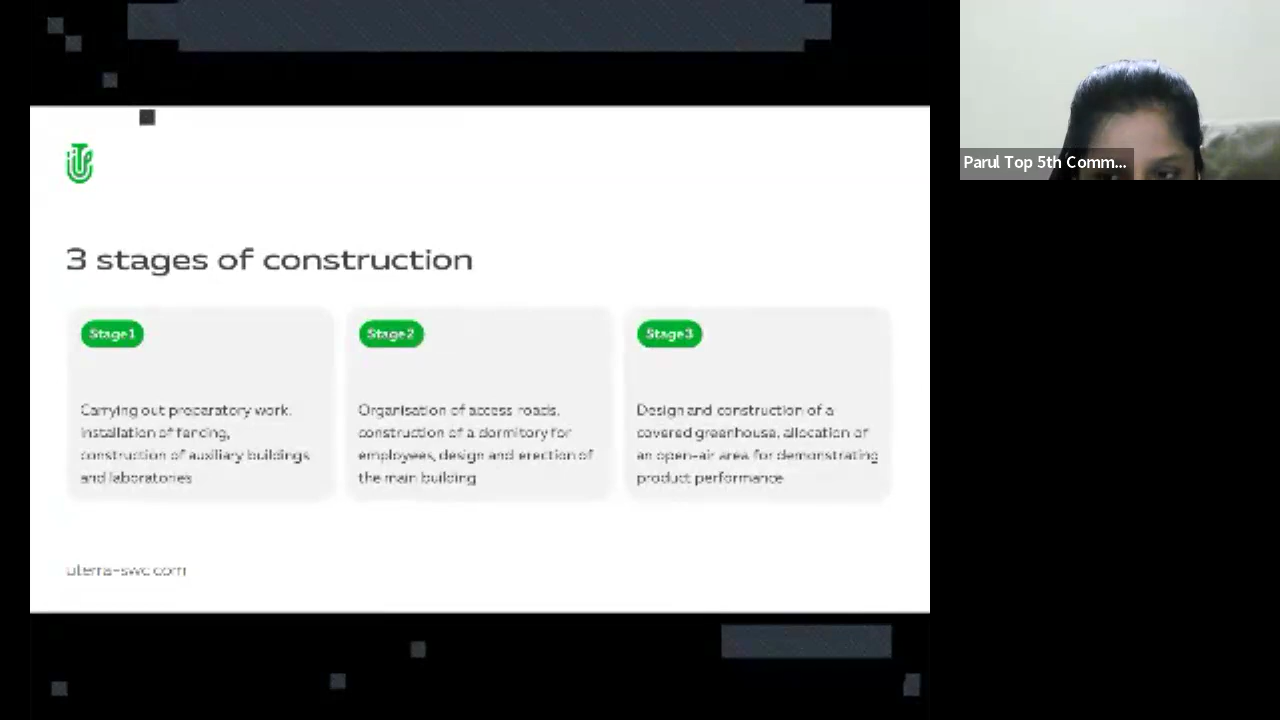 3 stages of construction
Stage 1
Carrying out preparatory work,
installation of fencing,
construction of auxiliary buildings
and laboratories
Stage 2
Organisation of access roads,
construction of a dormitory for
employees, design and erection of
the main building
Stage 3
Design and construction of a
covered greenhouse, allocation of
an open-air area for demonstrating
product performance
uterra-swc.com
Parul Top 5th Comm...